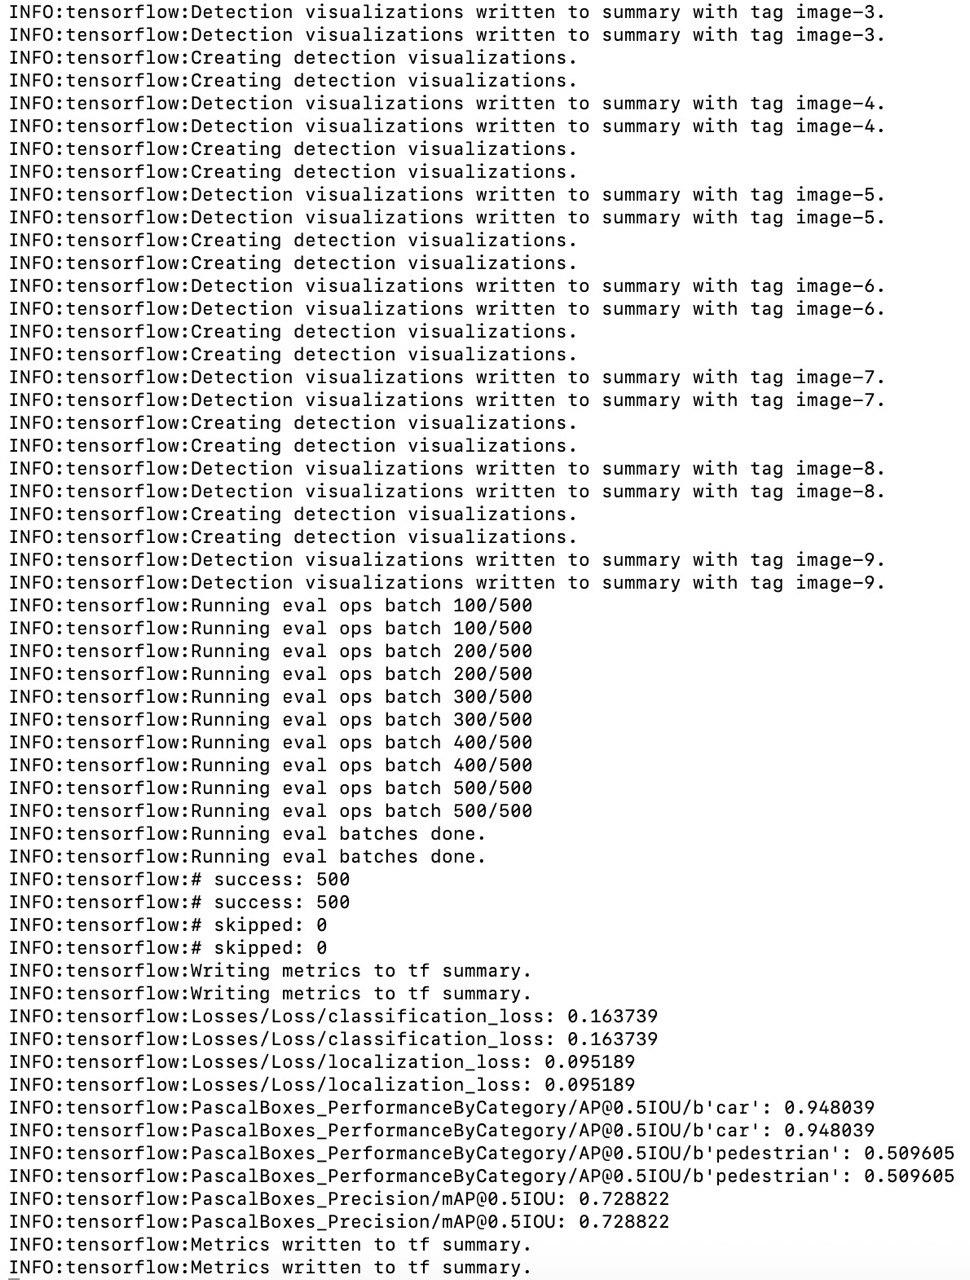 INFO:tensorflow:Detection visualizations written to summary with tag image-3.
INFO:tensorflow:Detection visualizations written to summary with tag image-3.
INFO:tensorflow:Creating detection visualizations.
INFO:tensorflow:Creating detection visualizations.
INFO:tensorflow:Detection visualizations written to summary with tag image-4.
INFO:tensorflow:Detection visualizations written to summary with tag image-4.
INFO:tensorflow:Creating detection visualizations.
INFO:tensorflow:Creating detection visualizations.
INFO:tensorflow:Detection visualizations written to summary with tag image-5.
INFO:tensorflow:Detection visualizations written to summary with tag image-5.
INFO:tensorflow:Creating detection visualizations.
INFO:tensorflow:Creating detection visualizations.
INFO:tensorflow:Detection visualizations written to summary with tag image-6.
INFO:tensorflow:Detection visualizations written to summary with tag image-6.
INFO:tensorflow:Creating detection visualizations.
INFO:tensorflow:Creating detection visualizations.
INFO:tensorflow:Detection visualizations written to summary with tag image-7.
INFO:tensorflow:Detection visualizations written to summary with tag image-7.
INFO:tensorflow:Creating detection visualizations.
INFO:tensorflow:Creating detection visualizations.
INFO:tensorflow:Detection visualizations written to summary with tag image-8.
INFO:tensorflow:Detection visualizations written to summary with tag image-8.
INFO:tensorflow:Creating detection visualizations.
INFO:tensorflow:Creating detection visualizations.
INFO:tensorflow:Detection visualizations written to summary with tag image-9.
INFO:tensorflow:Detection visualizations written to summary with tag image-9.
INFO:tensorflow:Running eval ops batch 100/500
INFO:tensorflow:Running eval ops batch 100/500
INFO:tensorflow:Running eval ops batch 200/500
INFO:tensorflow:Running eval ops batch 200/500
INFO:tensorflow:Running eval ops batch 300/500
INFO:tensorflow:Running eval ops batch 300/500
INFO:tensorflow:Running eval ops batch 400/500
INFO:tensorflow:Running eval ops batch 400/500
INFO:tensorflow:Running eval ops batch 500/500
INFO:tensorflow:Running eval ops batch 500/500
INFO:tensorflow:Running eval batches done.
INFO:tensorflow:Running eval batches done.
INFO:tensorflow:# success: 500
INFO:tensorflow:# success: 500
INFO:tensorflow:# skipped: 0
INFO:tensorflow:# skipped: 0
INFO:tensorflow:Writing metrics to tf summary.
INFO:tensorflow:Writing metrics to tf summary.
INFO:tensorflow:Losses/Loss/classification_loss: 0.163739
INFO:tensorflow:Losses/Loss/classification_loss: 0.163739
INFO:tensorflow:Losses/Loss/localization_loss: 0.095189
INFO:tensorflow:Losses/Loss/localization_loss: 0.095189
INFO:tensorflow:PascalBoxes_PerformanceByCategory/AP@0.5IOU/b'car': 0.948039
INFO:tensorflow:PascalBoxes_PerformanceByCategory/AP@0.5IOU/b'car': 0.948039
INFO:tensorflow:PascalBoxes_PerformanceByCategory/AP@0.5IOU/b'pedestrian': 0.509605
INFO:tensorflow:PascalBoxes_PerformanceByCategory/AP@0.5IOU/b'pedestrian': 0.509605
INFO:tensorflow:PascalBoxes_Precision/mAP@0.5IOU: 0.728822
INFO:tensorflow:PascalBoxes_Precision/mAP@0.5IOU: 0.728822
INFO:tensorflow:Metrics written to tf summary.
INFO:tensorflow:Metrics written to tf summary.